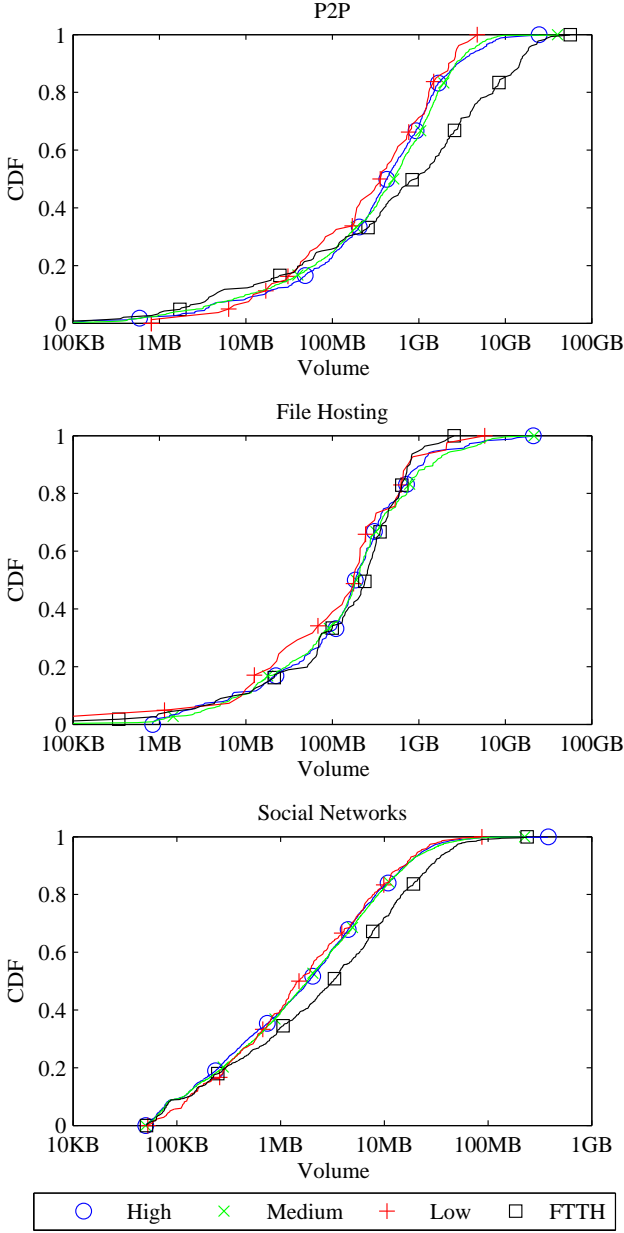 P2P
1
0.8
0.6
0.4
0.2
0
CDF
100KB 1MB 10MB 100MB 1GB 10GB 100GB
Volume
File Hosting
1
0.8
0.6
0.4
0.2
0
CDF
100KB 1MB 10MB 100MB 1GB 10GB 100GB
Volume
Social Networks
1
0.8
0.6
0.4
0.2
0
CDF
10KB 100KB 1MB 10MB 100MB 1GB
Volume
High Medium Low FTTH